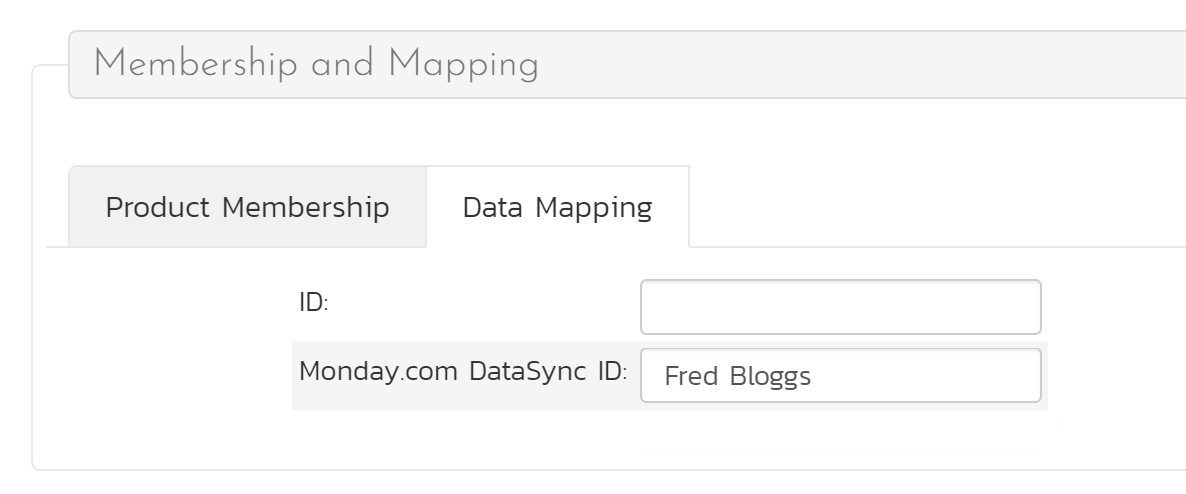 Membership and Mapping
Product Membership Data Mapping
ID:
Monday.com DataSync ID: Fred Bloggs